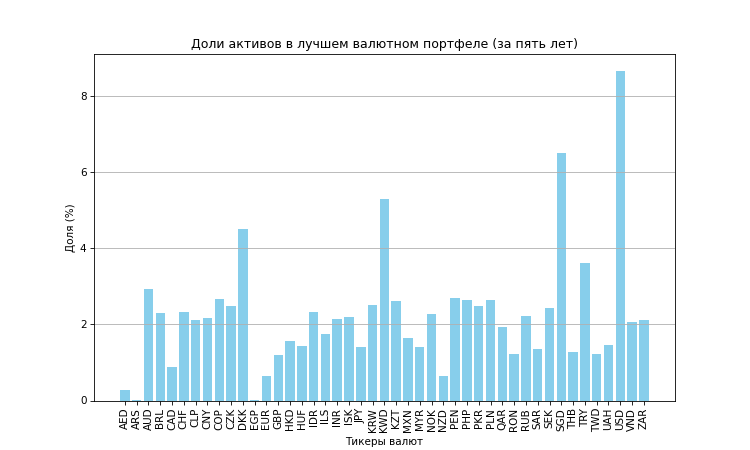 Доли активов в лучшем валютном портфеле (за пять лет)
Доля (%)
8
6
4
2
0
AED
ARS
AUD
BRL
CAD
CHF
CLP
CNY
COP
CZK
DKK
EGP
EUR
GBP
HKD
HUF
IDR
ILS
INR
ISK
JPY
KRW
KWD
KZT
MXN
MYR
NOK
NZD
PEN
PHP
PKR
PLN
QAR
RON
RUB
SAR
SEK
SGD
THB
TRY
TWD
UAH
USD
VND
ZAR
Тикеры валют